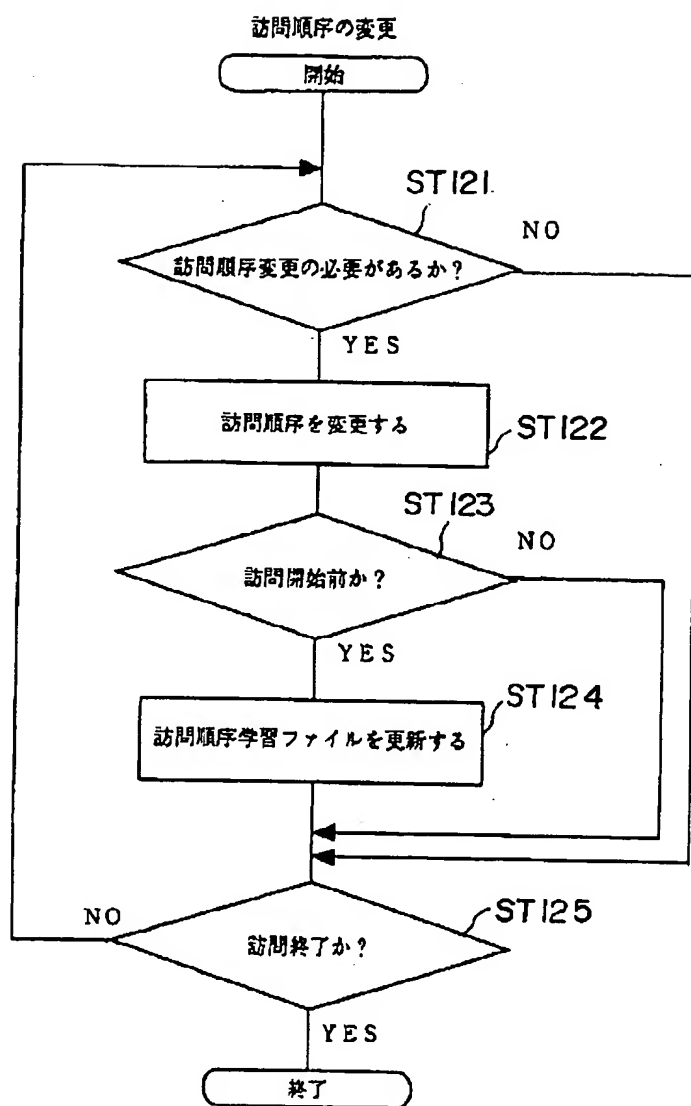 訪問順序の変更
開始
ST121
NO
訪問順序変更の必要があるか?
YES
訪問順序を変更する
ST122
ST123
NO
訪問開始前か?
YES
ST124
訪問順序学習ファイルを更新する
NO
ST125
訪問終了か?
YES
終了